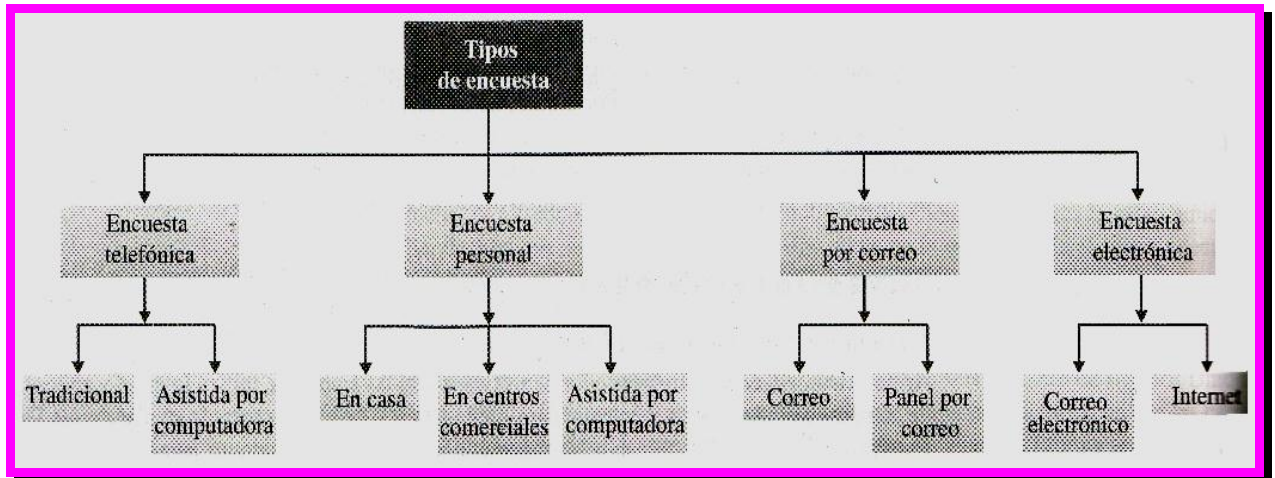 Tipos
de encuesta
Encuesta
telefónica
Encuesta
personal
Encuesta
por correo
Encuesta
electrónica
Tradicional
Asistida por
computadora
En casa
En centros
comerciales
Asistida por
computadora
Correo
Panel por
correo
Correo
electrónico
Internet